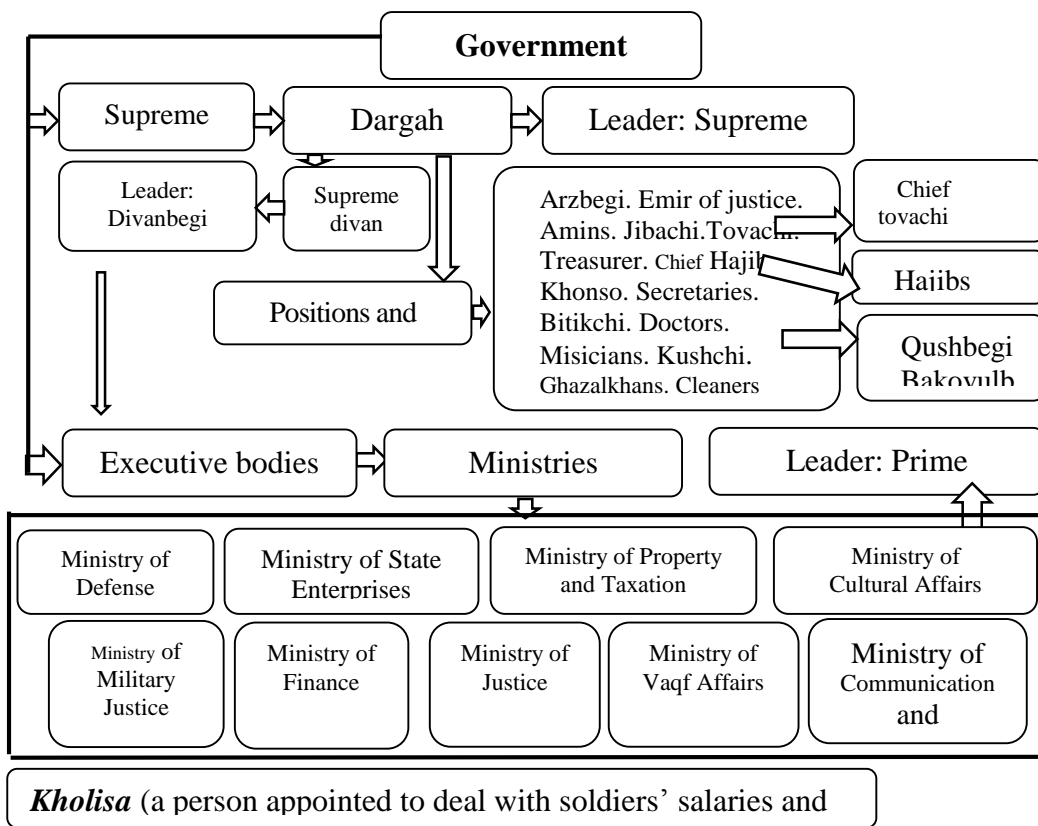 Government
Supreme
Dargah
Leader: Supreme
Leader:
Divanbegi
Supreme
divan
Arzbegi. Emir of justice.
Amins. Jibachi.Tovachi.
Treasurer. Chief Hajib
Khonso. Secretaries.
Bitikchi. Doctors.
Misicians. Kushchi.
Ghazalkhans. Cleaners
Chief
tovachi
Hajibs
Qushbegi
Bakovulb
Positions and
Executive bodies
Ministries
Leader: Prime
Ministry of
Defense
Ministry of State
Enterprises
Ministry of Property
and Taxation
Ministry of
Cultural Affairs
Ministry of
Military
Justice
Ministry of
Finance
Ministry of
Justice
Ministry of
Vaqf Affairs
Ministry of
Communication
and
Kholisa (a person appointed to deal with soldiers’ salaries and